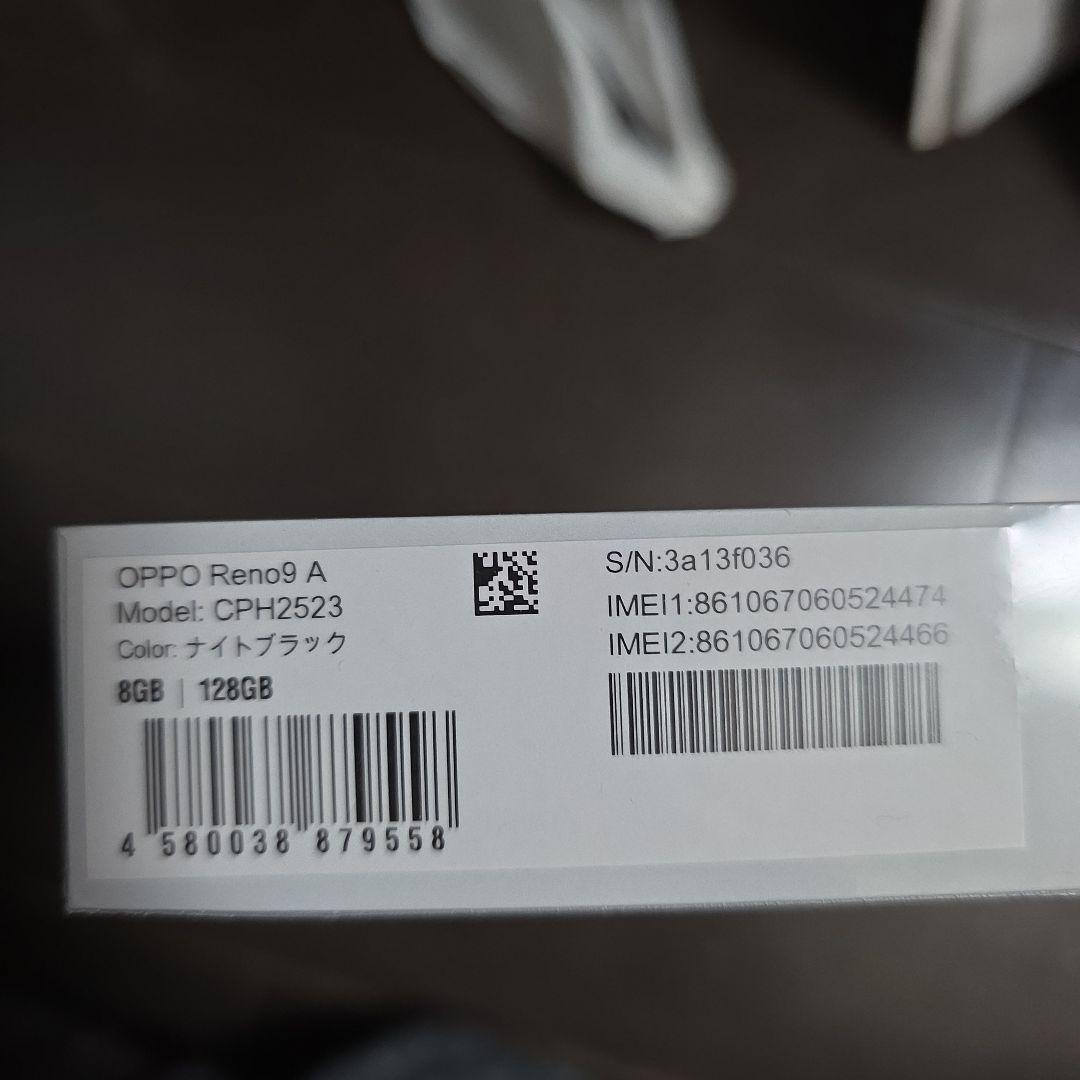 OPPO Reno9 A
Model: CPH2523
Color: ナイトブラック
8GB | 128GB
4 580038 879558
S/N:3a13f036
IMEI1:861067060524474
IMEI2:861067060524466